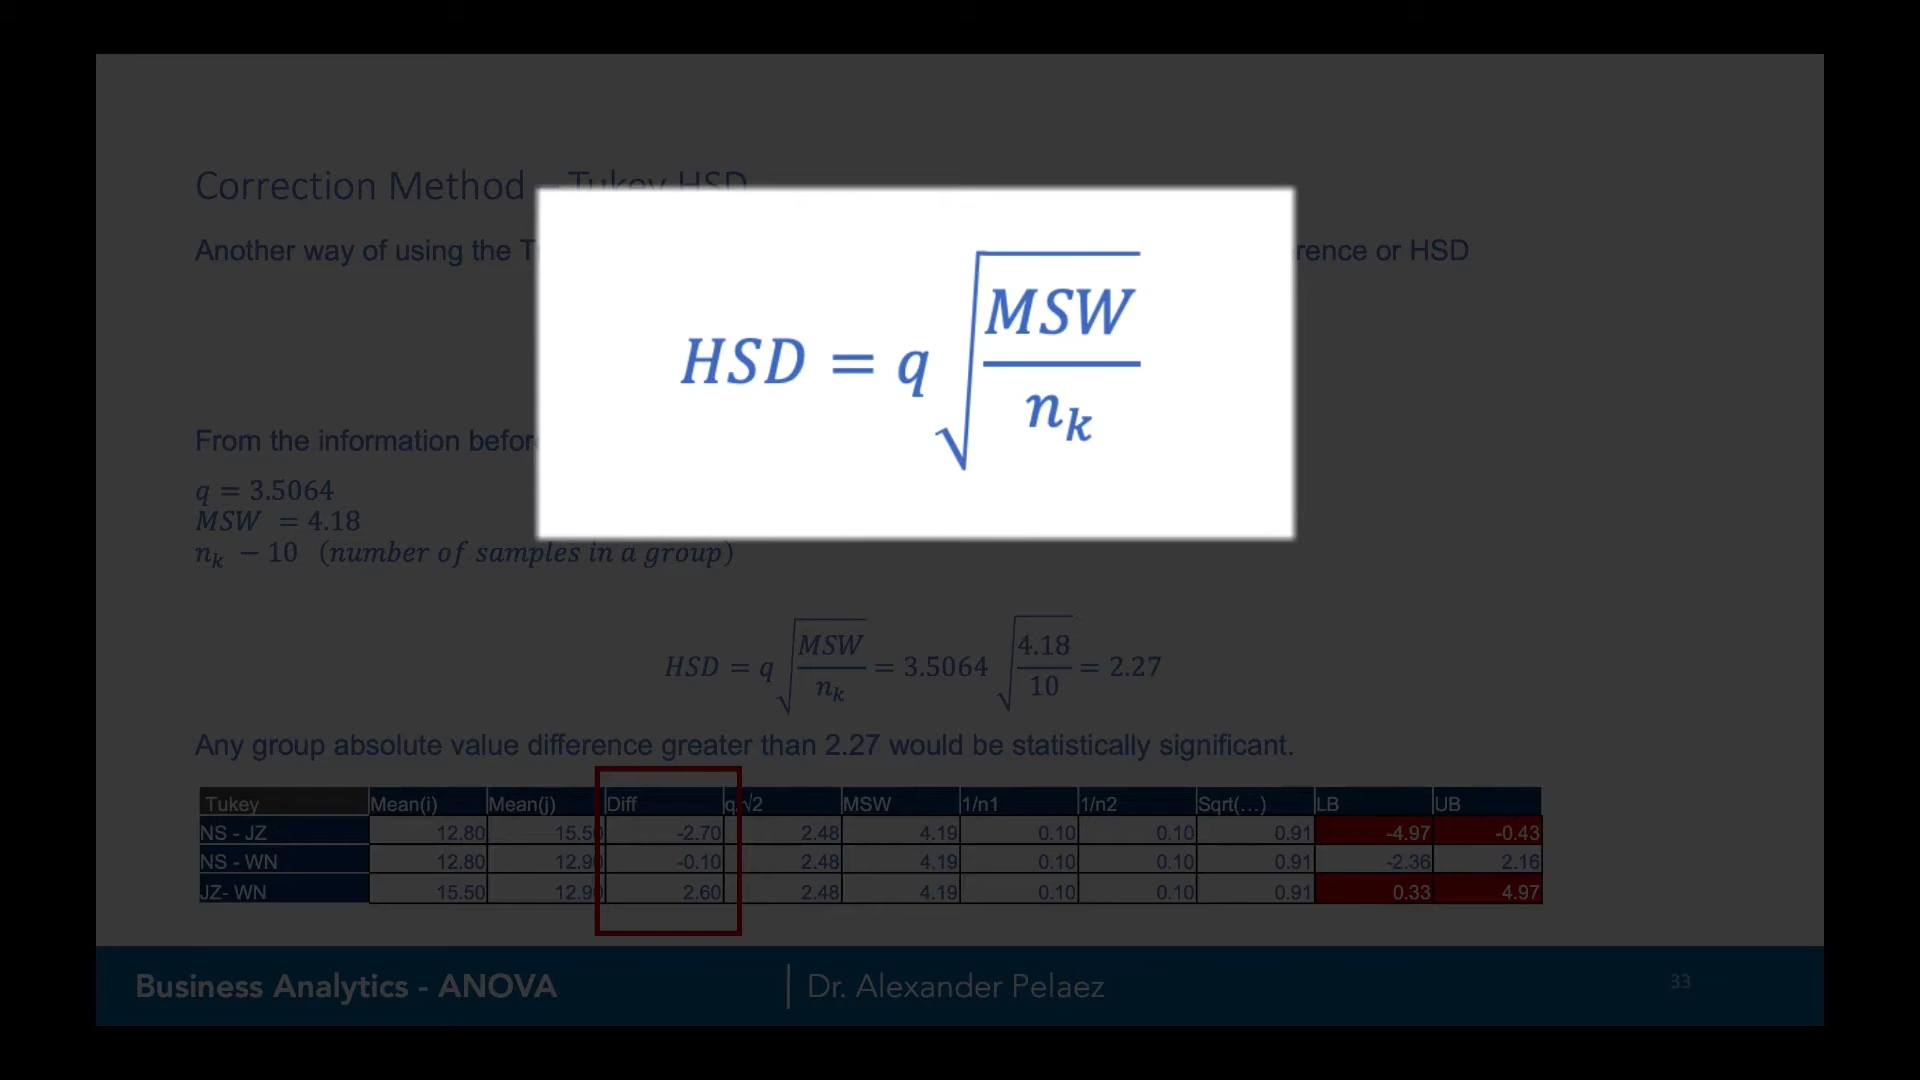 Correction Method – Tukey HSD
Another way of using the T rence or HSD
HSD = q √(MSW / n_k)
From the information befor
q = 3.5064
MSW = 4.18
n_k − 10 (number of samples in a group)
HSD = q √(MSW / n_k) = 3.5064 √(4.18 / 10) = 2.27
Any group absolute value difference greater than 2.27 would be statistically significant.
Tukey Mean(i) Mean(j) Diff q/√2 MSW 1/n1 1/n2 Sqrt(...) LB UB
NS - JZ 12.80 15.50 -2.70 2.48 4.19 0.10 0.10 0.91 -4.97 -0.43
NS - WN 12.80 12.90 -0.10 2.48 4.19 0.10 0.10 0.91 -2.36 2.16
JZ- WN 15.50 12.90 2.60 2.48 4.19 0.10 0.10 0.91 0.33 4.97
Business Analytics - ANOVA | Dr. Alexander Pelaez 33